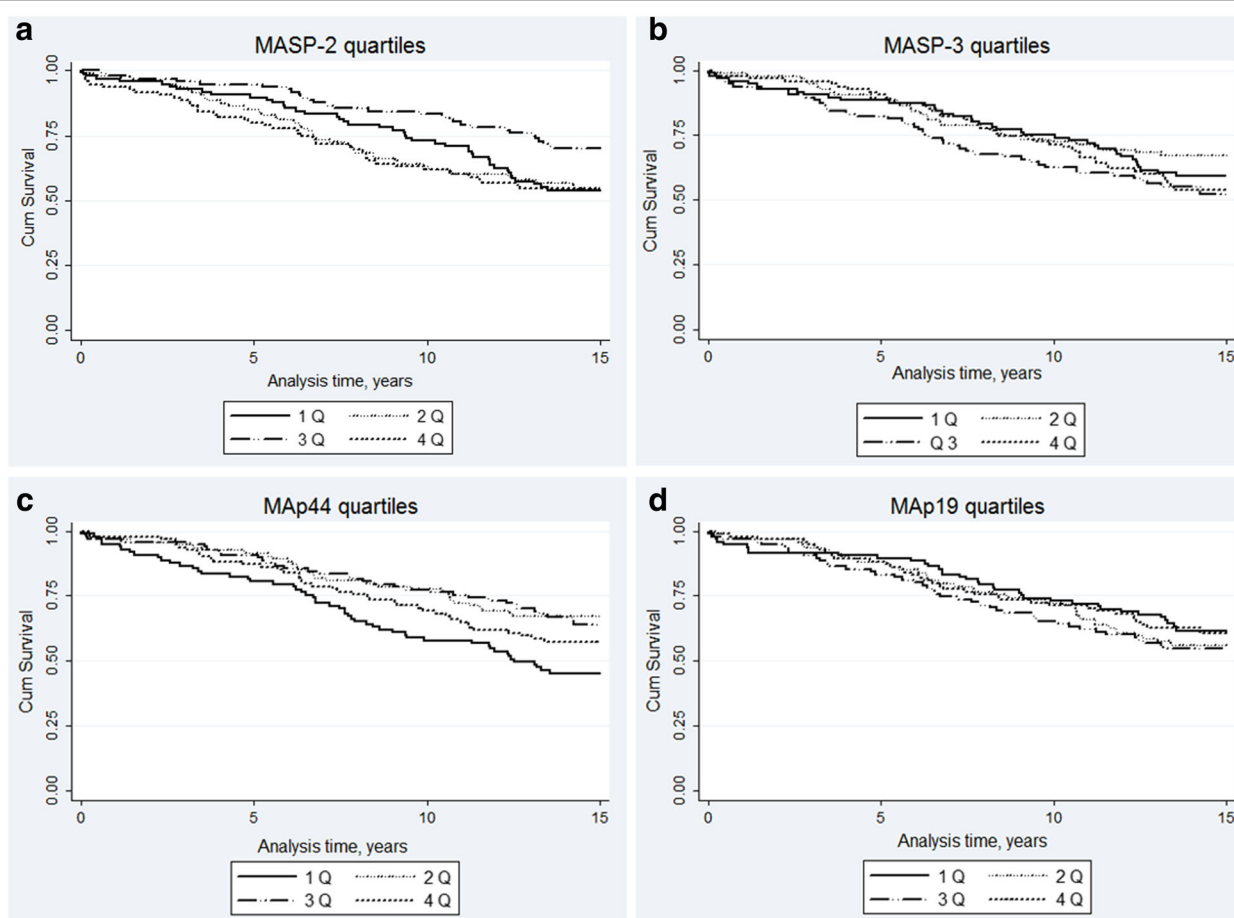 a
MASP-2 quartiles
Cum Survival
1.00
0.75
0.50
0.25
0.00
0 5 10 15
Analysis time, years
1 Q 2 Q
3 Q 4 Q
b
MASP-3 quartiles
Cum Survival
1.00
0.75
0.50
0.25
0.00
0 5 10 15
Analysis time, years
1 Q 2 Q
Q 3 4 Q
c
MAp44 quartiles
Cum Survival
1.00
0.75
0.50
0.25
0.00
0 5 10 15
Analysis time, years
1 Q 2 Q
3 Q 4 Q
d
MAp19 quartiles
Cum Survival
1.00
0.75
0.50
0.25
0.00
0 5 10 15
Analysis time, years
1 Q 2 Q
3 Q 4 Q